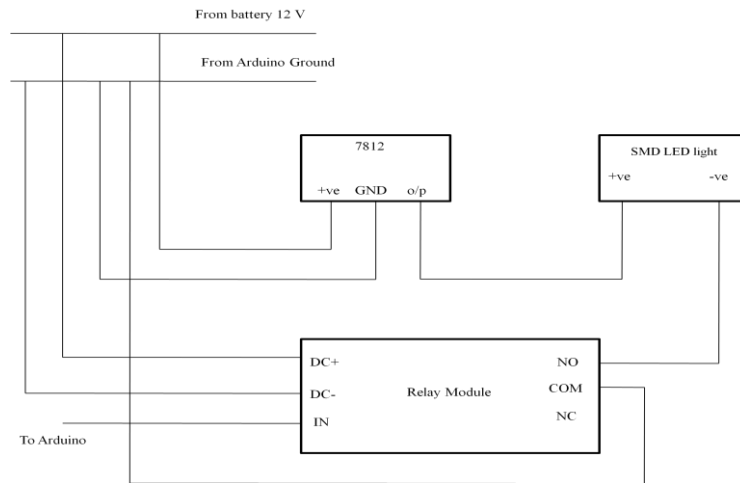 From battery 12 V
From Arduino Ground
7812
+ve GND o/p
SMD LED light
+ve -ve
DC+
DC-
IN
Relay Module
NO
COM
NC
To Arduino